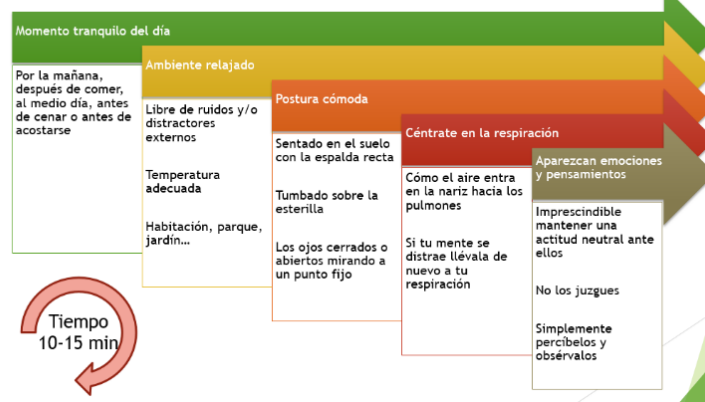 Momento tranquilo del día
Por la mañana,
después de comer,
al medio día, antes
de cenar o antes de
acostarse
Ambiente relajado
Libre de ruidos y/o
distractores
externos
Temperatura
adecuada
Habitación, parque,
jardín…
Postura cómoda
Sentado en el suelo
con la espalda recta
Tumbado sobre la
esterilla
Los ojos cerrados o
abiertos mirando a
un punto fijo
Céntrate en la respiración
Cómo el aire entra
en la nariz hacia los
pulmones
Si tu mente se
distrae llévala de
nuevo a tu
respiración
Aparezcan emociones
y pensamientos
Imprescindible
mantener una
actitud neutral ante
ellos
No los juzgues
Simplemente
percíbelos y
obsérvalos
Tiempo
10-15 min